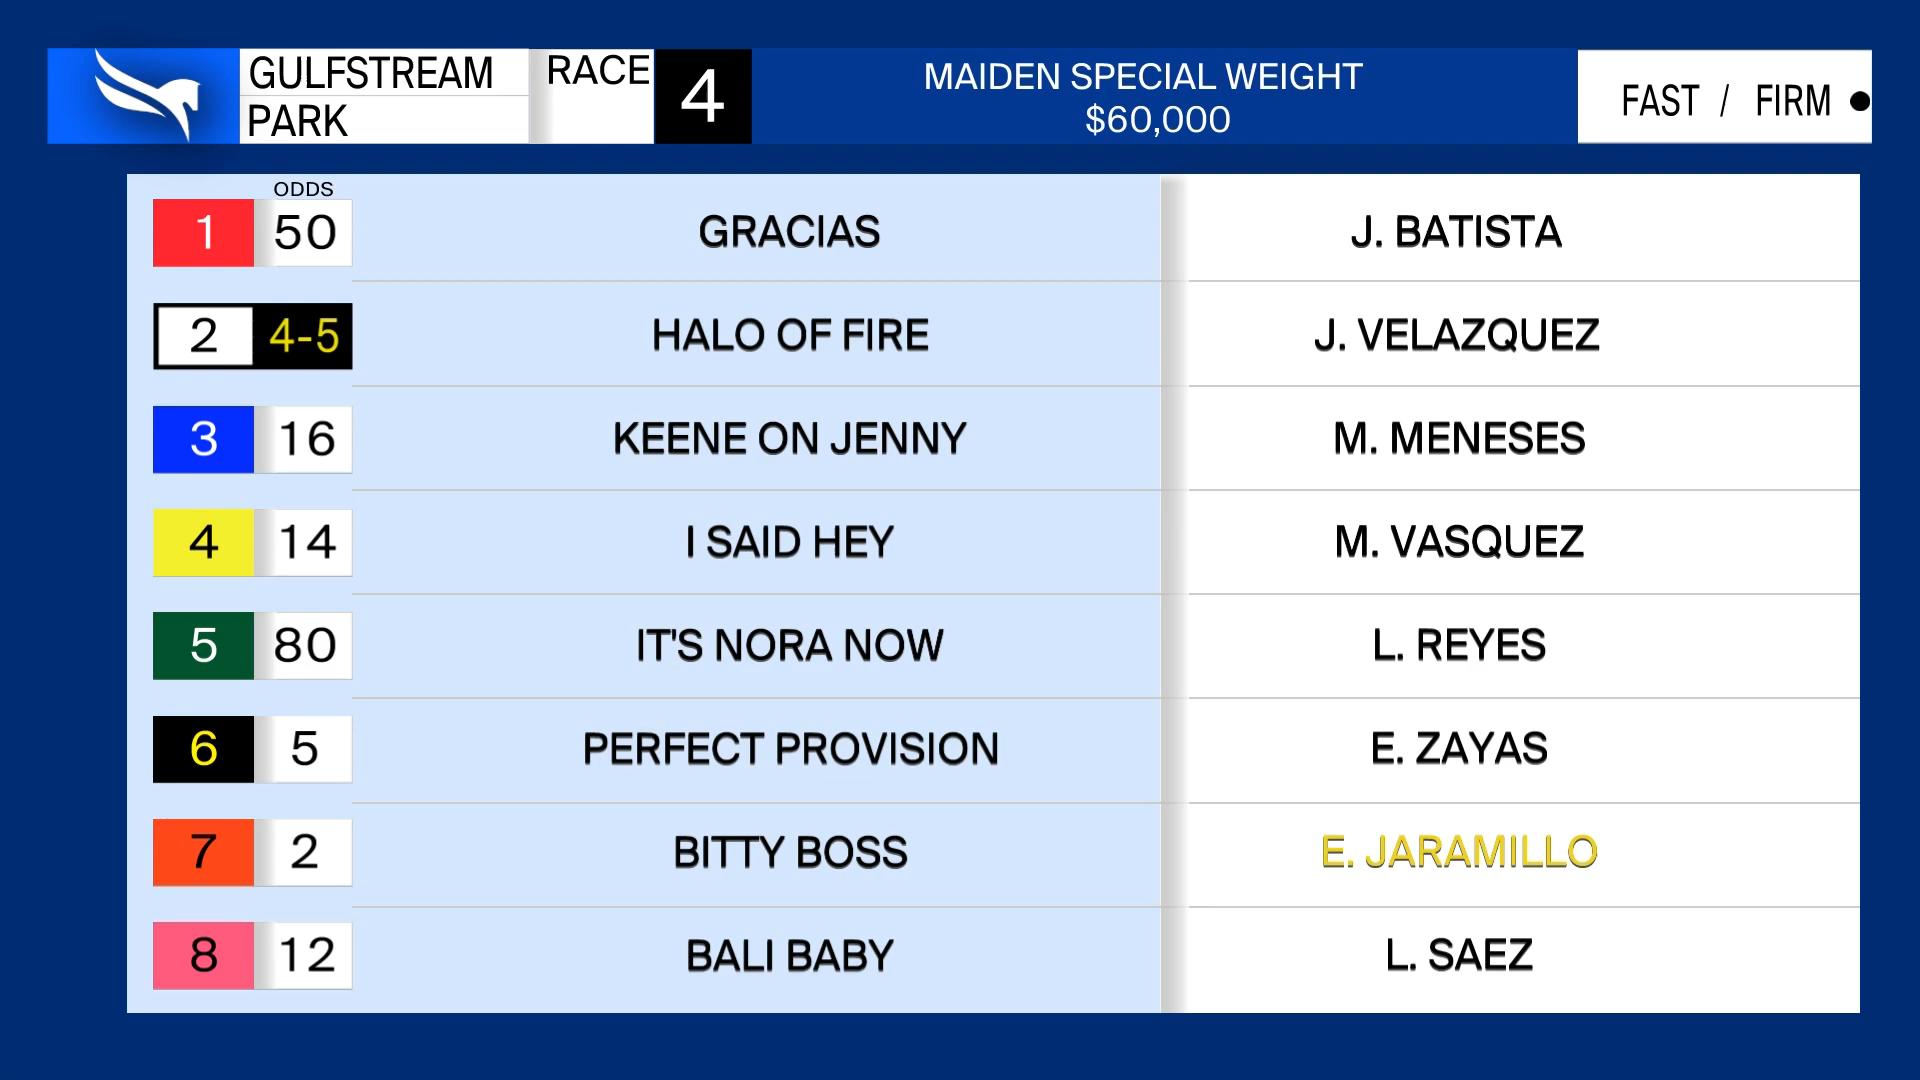 GULFSTREAM
PARK
RACE
4
MAIDEN SPECIAL WEIGHT
$60,000
FAST / FIRM
ODDS
1 50 GRACIAS J. BATISTA
2 4-5 HALO OF FIRE J. VELAZQUEZ
3 16 KEENE ON JENNY M. MENESES
4 14 I SAID HEY M. VASQUEZ
5 80 IT'S NORA NOW L. REYES
6 5 PERFECT PROVISION E. ZAYAS
7 2 BITTY BOSS E. JARAMILLO
8 12 BALI BABY L. SAEZ